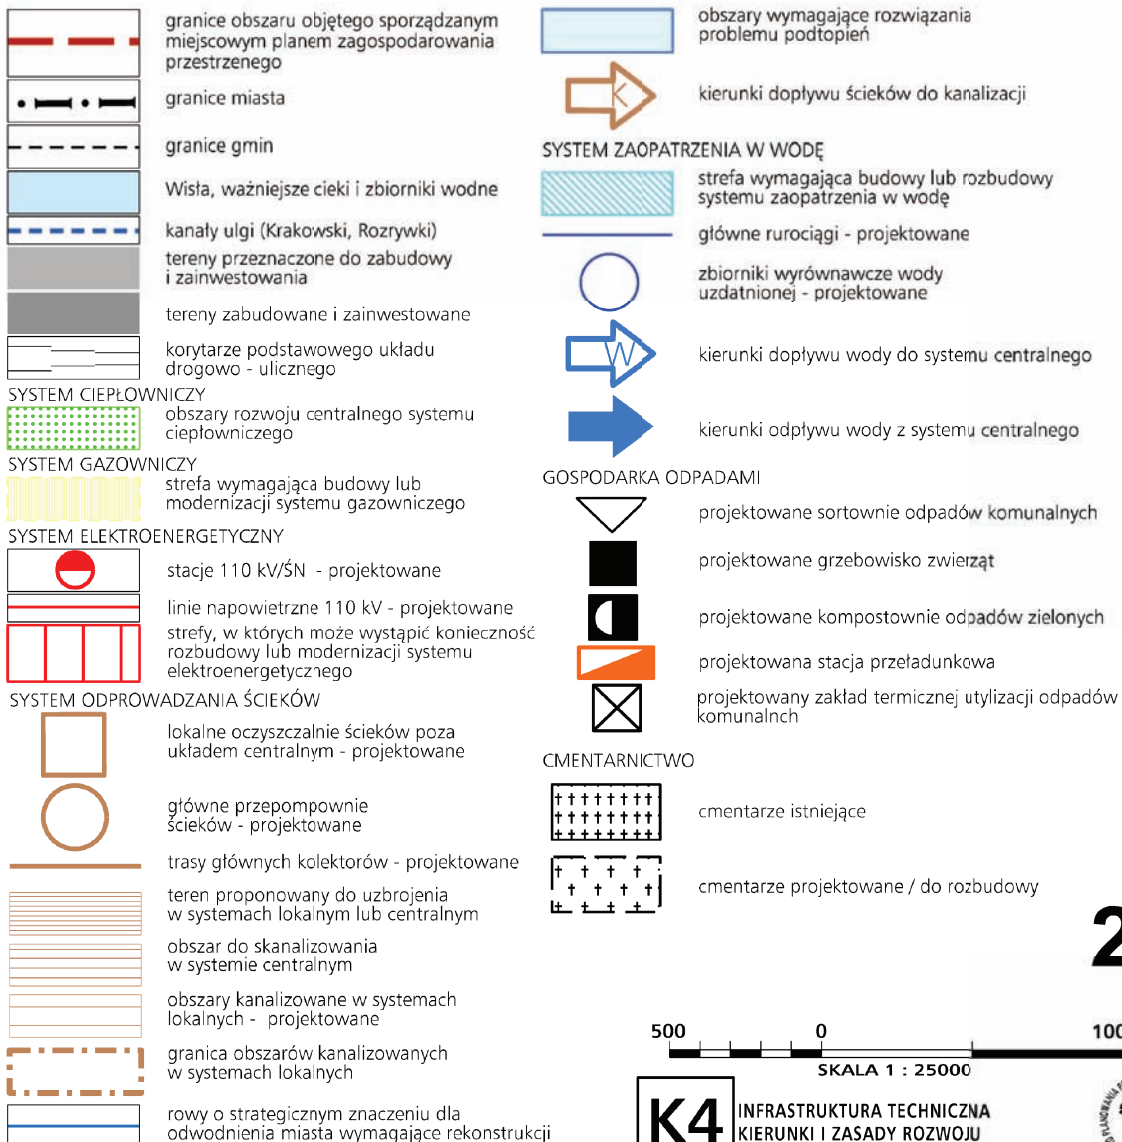 granice obszaru objętego sporządzanym
miejscowym planem zagospodarowania
przestrzenego
granice miasta
granice gmin
Wisła, ważniejsze cieki i zbiorniki wodne
kanały ulgi (Krakowski, Rozrywki)
tereny przeznaczone do zabudowy
i zainwestowania
tereny zabudowane i zainwestowane
korytarze podstawowego układu
drogowo - ulicznego
SYSTEM CIEPŁOWNICZY
obszary rozwoju centralnego systemu
ciepłowniczego
SYSTEM GAZOWNICZY
strefa wymagająca budowy lub
modernizacji systemu gazowniczego
SYSTEM ELEKTROENERGETYCZNY
stacje 110 kV/ŚN - projektowane
linie napowietrzne 110 kV - projektowane
strefy, w których może wystąpić konieczność
rozbudowy lub modernizacji systemu
elektroenergetycznego
SYSTEM ODPROWADZANIA ŚCIEKÓW
lokalne oczyszczalnie ścieków poza
układem centralnym - projektowane
główne przepompownie
ścieków - projektowane
trasy głównych kolektorów - projektowane
teren proponowany do uzbrojenia
w systemach lokalnym lub centralnym
obszar do skanalizowania
w systemie centralnym
obszary kanalizowane w systemach
lokalnych - projektowane
granica obszarów kanalizowanych
w systemach lokalnych
rowy o strategicznym znaczeniu dla
odwodnienia miasta wymagające rekonstrukcji
obszary wymagające rozwiązania
problemu podtopień
K
kierunki dopływu ścieków do kanalizacji
SYSTEM ZAOPATRZENIA W WODĘ
strefa wymagająca budowy lub rozbudowy
systemu zaopatrzenia w wodę
główne rurociągi - projektowane
zbiorniki wyrównawcze wody
uzdatnionej - projektowane
W
kierunki dopływu wody do systemu centralnego
kierunki odpływu wody z systemu centralnego
GOSPODARKA ODPADAMI
projektowane sortownie odpadów komunalnych
projektowane grzebowisko zwierząt
projektowane kompostownie odpadów zielonych
projektowana stacja przeładunkowa
projektowany zakład termicznej utylizacji odpadów
komunalnch
CMENTARNICTWO
cmentarze istniejące
cmentarze projektowane / do rozbudowy
2
500 0 100
SKALA 1 : 25000
K4
INFRASTRUKTURA TECHNICZNA
KIERUNKI I ZASADY ROZWOJU